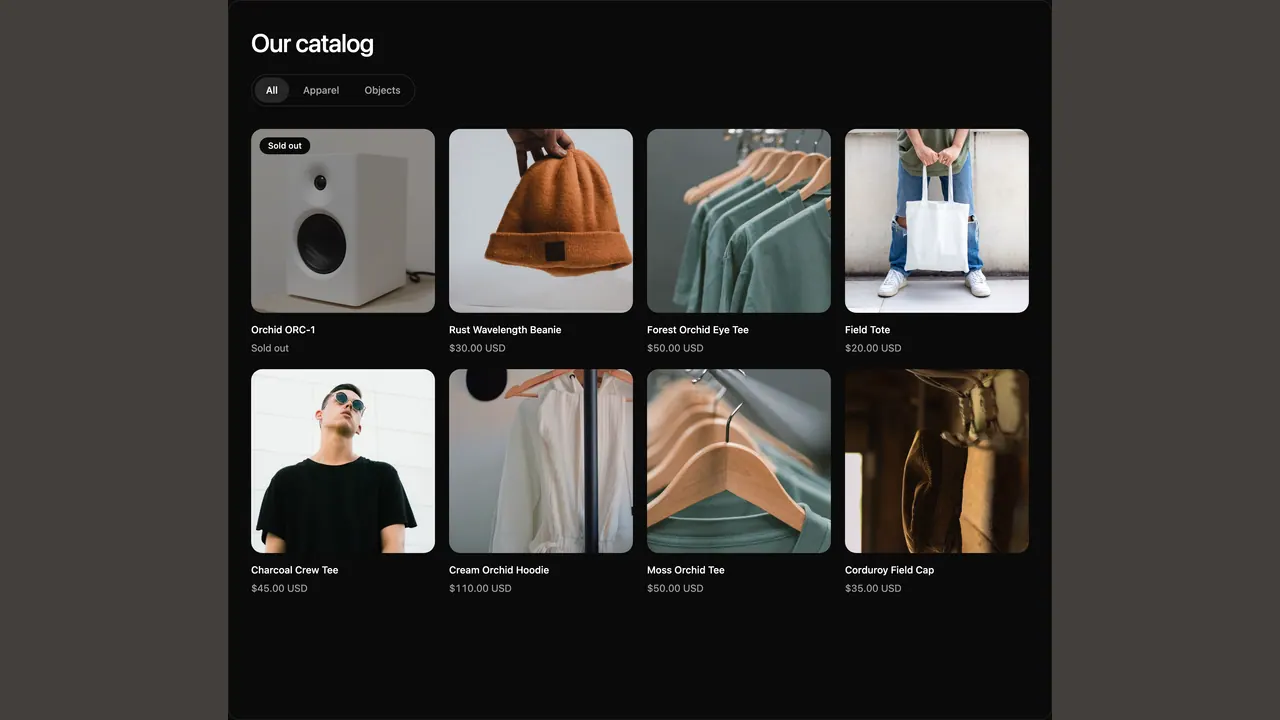 Our catalog
All Apparel Objects
Sold out
Orchid ORC-1
Sold out
Rust Wavelength Beanie
$30.00 USD
Forest Orchid Eye Tee
$50.00 USD
Field Tote
$20.00 USD
Charcoal Crew Tee
$45.00 USD
Cream Orchid Hoodie
$110.00 USD
Moss Orchid Tee
$50.00 USD
Corduroy Field Cap
$35.00 USD